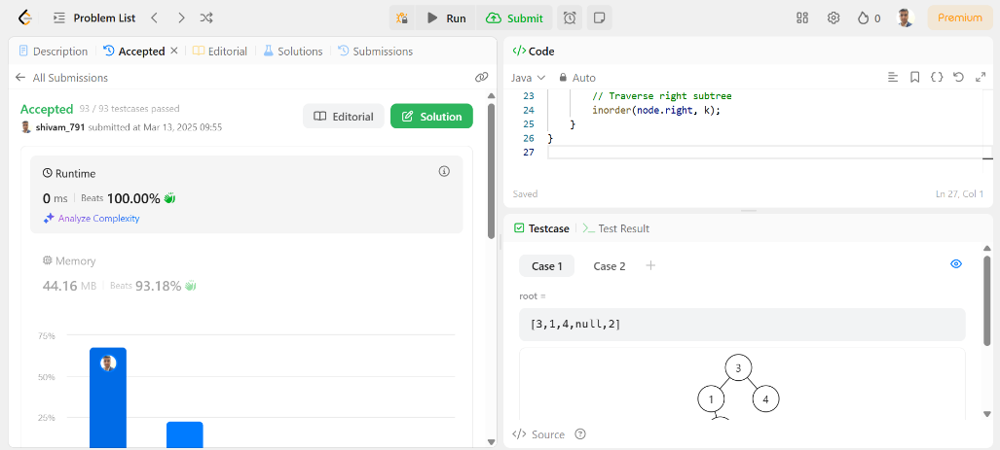 Problem List
Run
Submit
0
Premium
Description
Accepted
Editorial
Solutions
Submissions
All Submissions
Accepted 93 / 93 testcases passed
shivam_791 submitted at Mar 13, 2025 09:55
Editorial
Solution
Runtime
0 ms | Beats 100.00%
Analyze Complexity
Memory
44.16 MB | Beats 93.18%
75%
50%
25%
</> Code
Java
Auto
23 // Traverse right subtree
24 inorder(node.right, k);
25 }
26 }
27
Saved
Ln 27, Col 1
Testcase
>_ Test Result
Case 1
Case 2
+
root =
[3,1,4,null,2]
3
1
4
</> Source